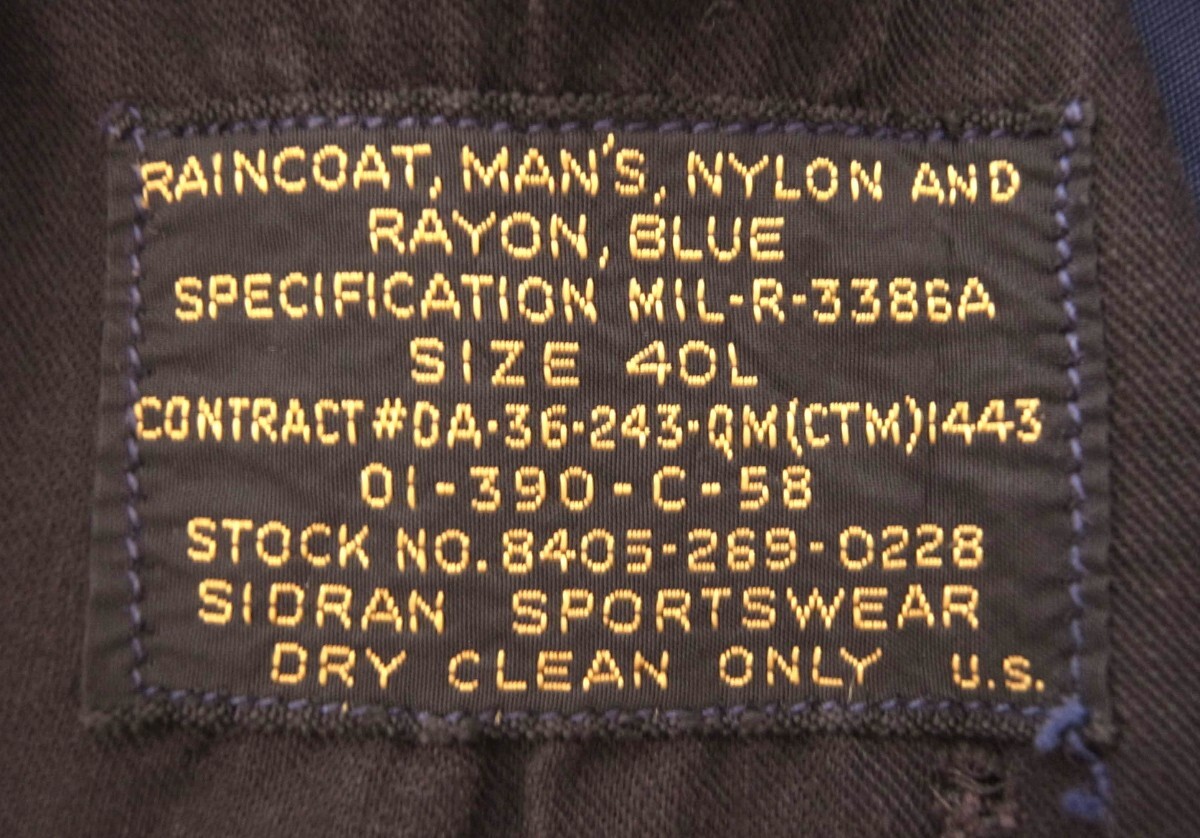 RAINCOAT, MAN'S, NYLON AND
RAYON, BLUE
SPECIFICATION MIL-R-3386A
SIZE 40L
CONTRACT #DA-36-243-QM(CTM)1443
01-390-C-58
STOCK NO. 8405-269-0228
SIDRAN SPORTSWEAR
DRY CLEAN ONLY U.S.